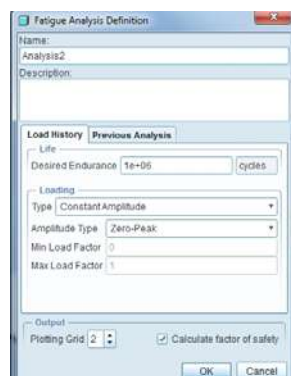 Fatigue Analysis Definition
Name:
Analysis2
Description:
Load History Previous Analysis
Life
Desired Endurance 1e+06 cycles
Loading
Type Constant Amplitude
Amplitude Type Zero-Peak
Min Load Factor 0
Max Load Factor 1
Output
Plotting Grid 2 Calculate factor of safety
OK Cancel